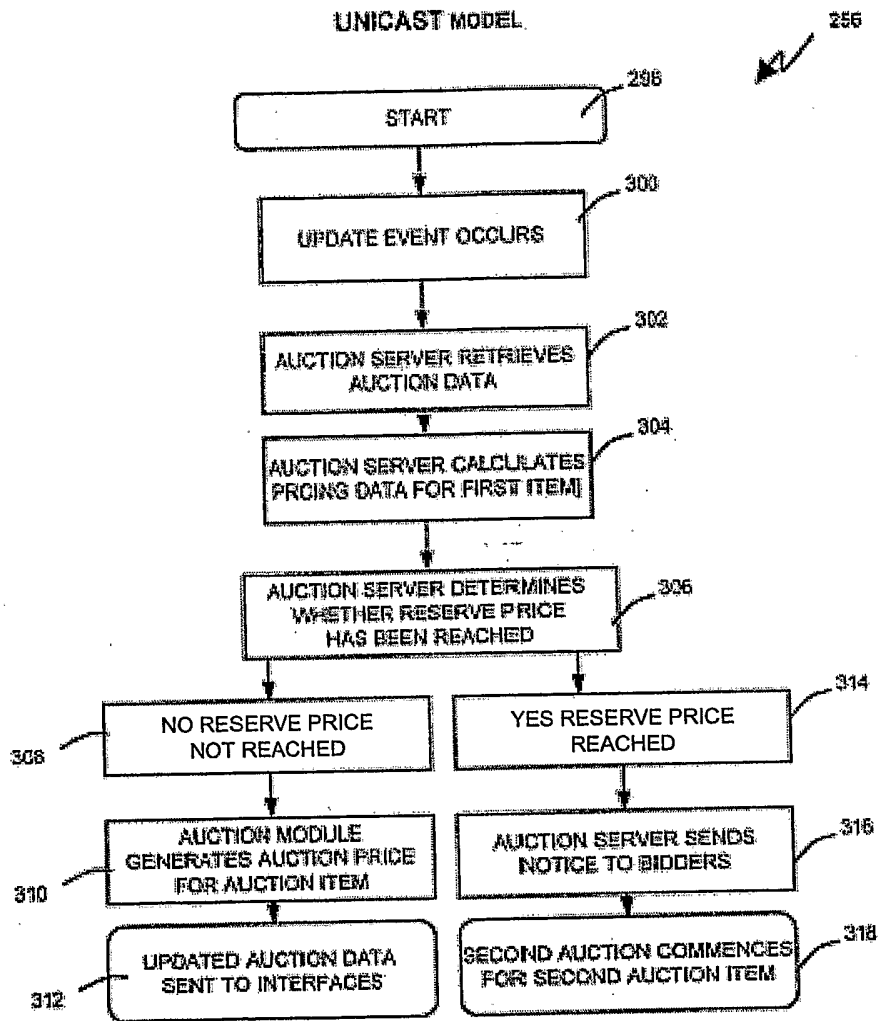 UNICAST MODEL
256
298
START
300
UPDATE EVENT OCCURS
302
AUCTION SERVER RETRIEVES
AUCTION DATA
304
AUCTION SERVER CALCULATES
PRCING DATA FOR FIRST ITEM]
AUCTION SERVER DETERMINES
WHETHER RESERVE PRICE
HAS BEEN REACHED
306
NO RESERVE PRICE
NOT REACHED
308
YES RESERVE PRICE
REACHED
314
AUCTION MODULE
GENERATES AUCTION PRICE
FOR AUCTION ITEM
310
AUCTION SERVER SENDS
NOTICE TO BIDDERS
316
UPDATED AUCTION DATA
SENT TO INTERFACES
312
SECOND AUCTION COMMENCES
FOR SECOND AUCTION ITEM
318